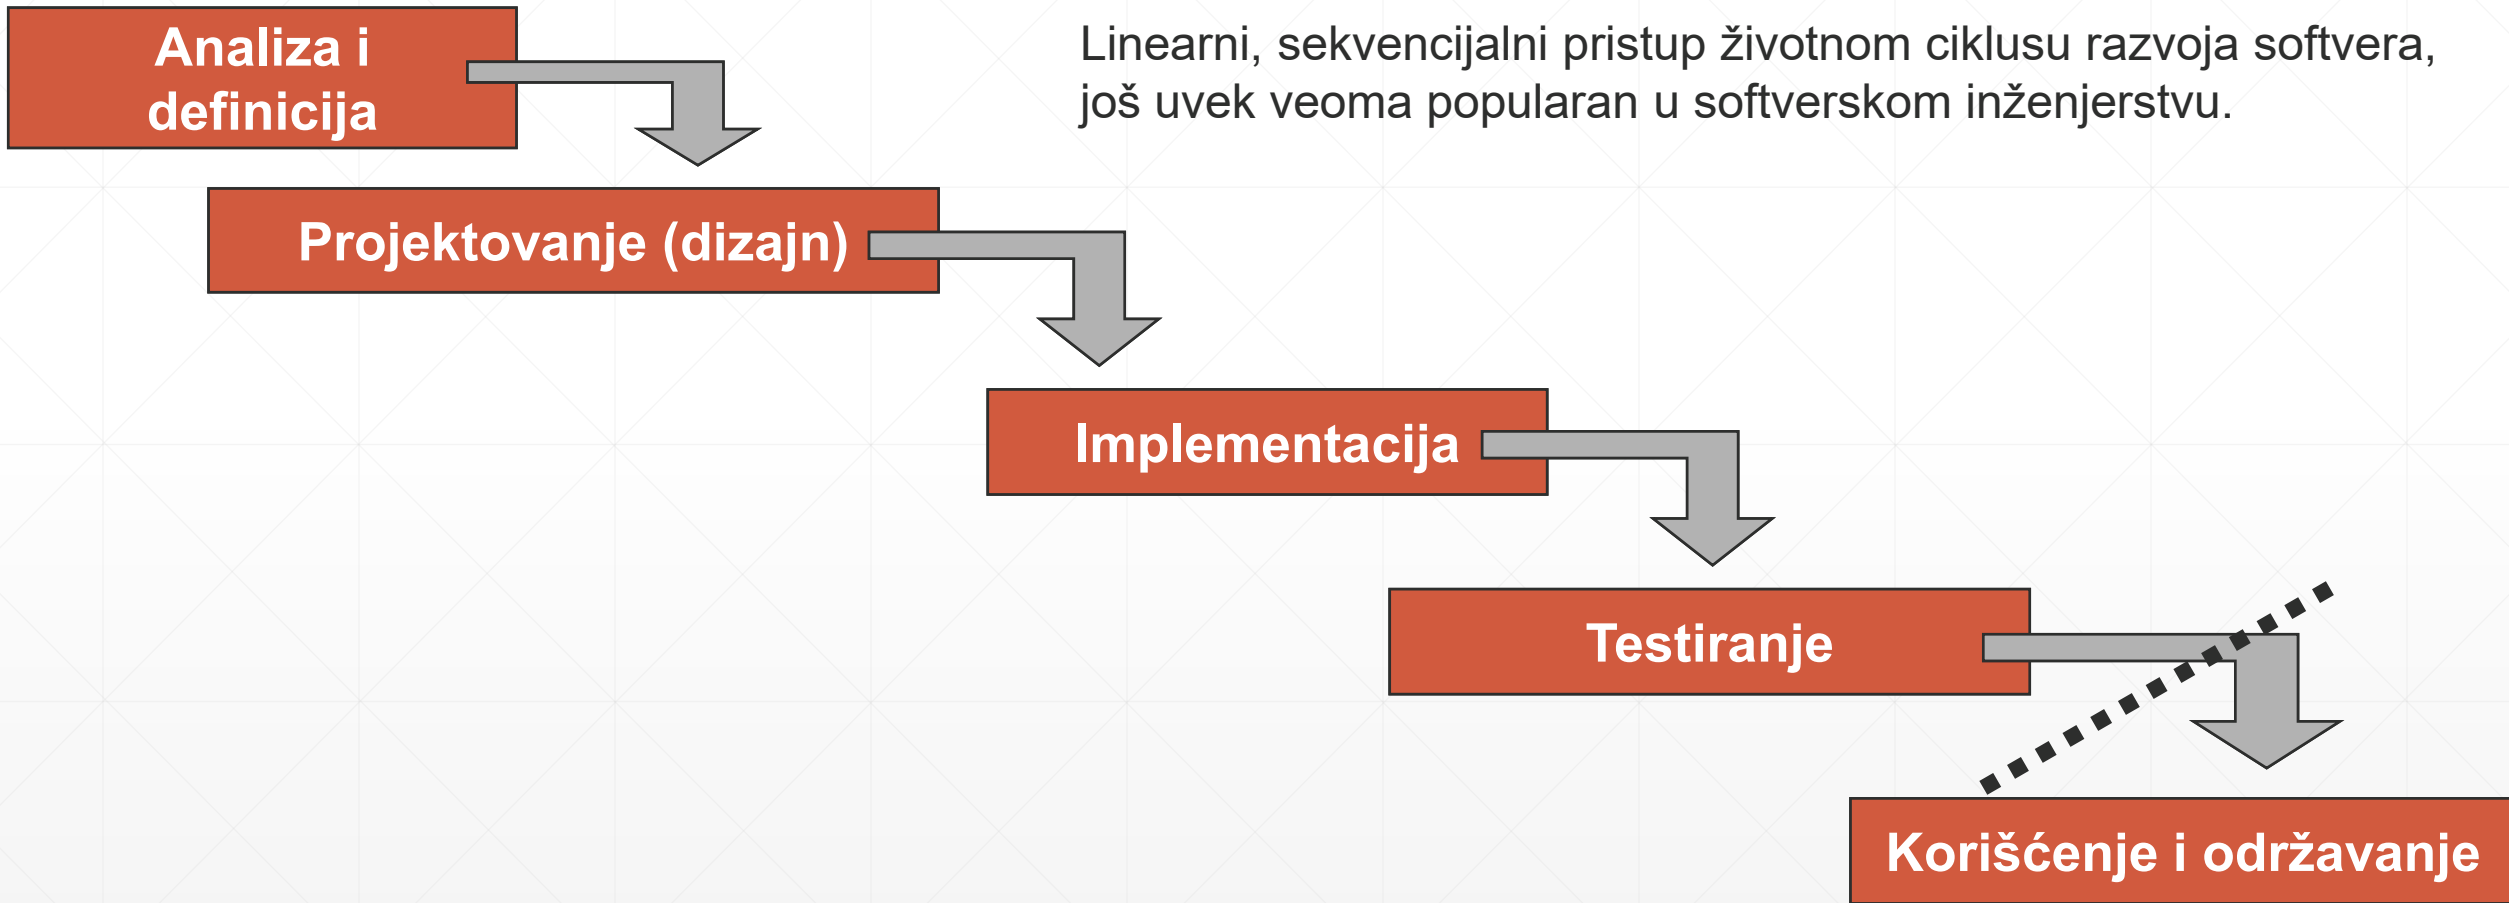 Analiza i
definicija
Linearni, sekvencijalni pristup životnom ciklusu razvoja softvera,
još uvek veoma popularan u softverskom inženjerstvu.
Projektovanje (dizajn)
Implementacija
Testiranje
Korišćenje i održavanje